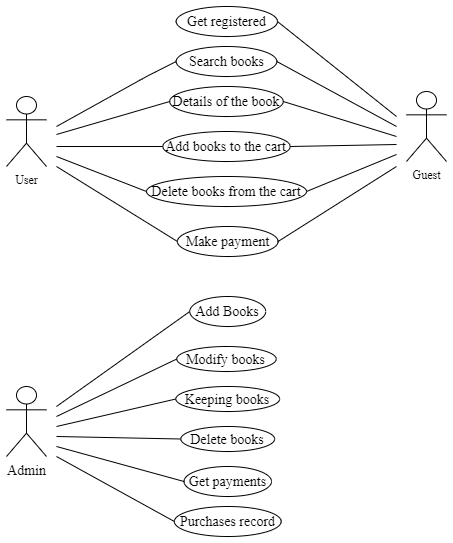 Get registered
Search books
Details of the book
Add books to the cart
User
Guest
Delete books from the cart
Make payment
Add Books
Modify books
Keeping books
Delete books
Admin
Get payments
Purchases record